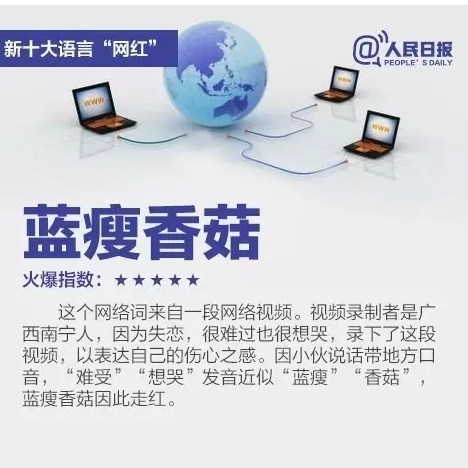 新十大语言“网红”
@人民日报
PEOPLE'S DAILY
www
www
www
蓝瘦香菇
火爆指数：★★★★★
这个网络词来自一段网络视频。视频录制者是广
西南宁人，因为失恋，很难过也很想哭，录下了这段
视频，以表达自己的伤心之感。因小伙说话带地方口
音，“难受”“想哭”发音近似“蓝瘦”“香菇”，
蓝瘦香菇因此走红。